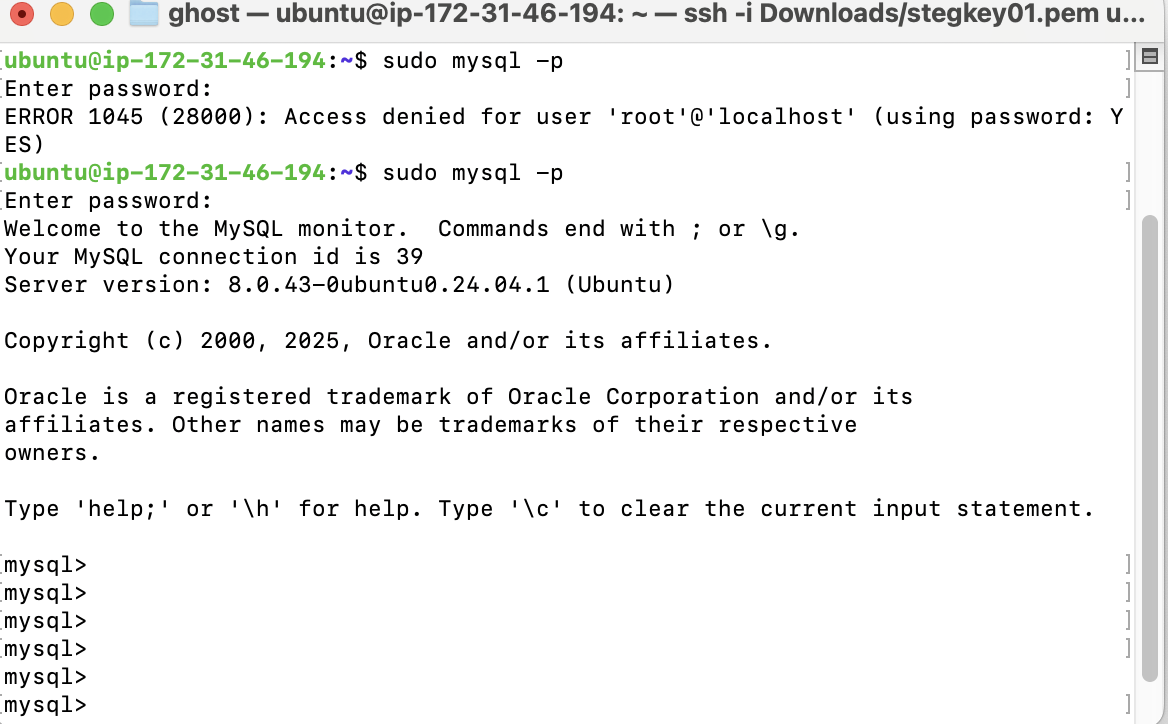 ghost — ubuntu@ip-172-31-46-194: ~ — ssh -i Downloads/stegkey01.pem u...
[ubuntu@ip-172-31-46-194:~$ sudo mysql -p ]
[Enter password: ]
ERROR 1045 (28000): Access denied for user 'root'@'localhost' (using password: Y
ES)
[ubuntu@ip-172-31-46-194:~$ sudo mysql -p ]
[Enter password: ]
Welcome to the MySQL monitor.  Commands end with ; or \g.
Your MySQL connection id is 39
Server version: 8.0.43-0ubuntu0.24.04.1 (Ubuntu)

Copyright (c) 2000, 2025, Oracle and/or its affiliates.

Oracle is a registered trademark of Oracle Corporation and/or its
affiliates. Other names may be trademarks of their respective
owners.

Type 'help;' or '\h' for help. Type '\c' to clear the current input statement.

[mysql> ]
[mysql> ]
[mysql> ]
[mysql> ]
mysql>
[mysql> ]